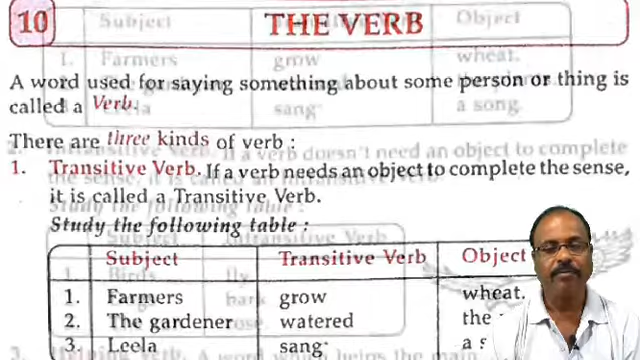 10 THE VERB
A word used for saying something about some person or thing is
called a Verb.
There are three kinds of verb :
1. Transitive Verb. If a verb needs an object to complete the sense,
it is called a Transitive Verb.
Study the following table :
Subject Transitive Verb Object
1. Farmers grow wheat.
2. The gardener watered the
3. Leela sang a